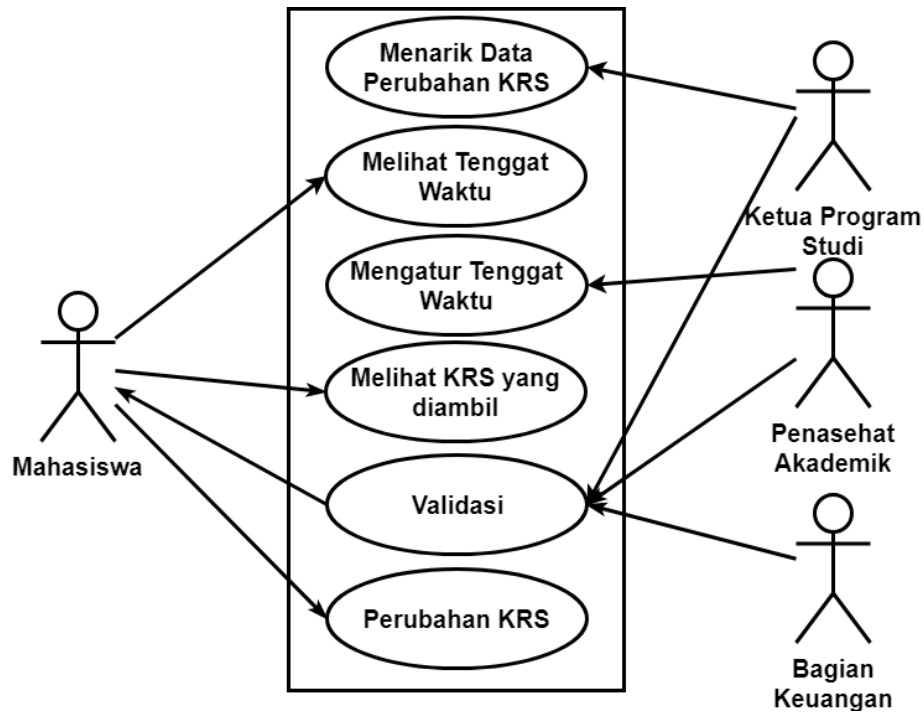 Menarik Data
Perubahan KRS
Melihat Tenggat
Waktu
Ketua Program
Studi
Mengatur Tenggat
Waktu
Melihat KRS yang
diambil
Mahasiswa
Penasehat
Akademik
Validasi
Perubahan KRS
Bagian
Keuangan